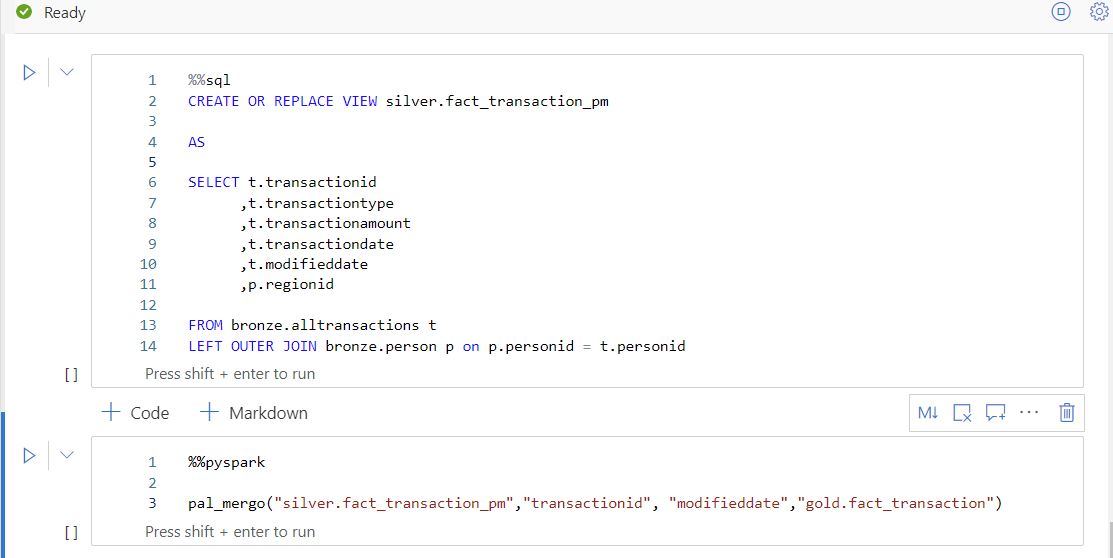 Ready
1 %%sql
2 CREATE OR REPLACE VIEW silver.fact_transaction_pm
3
4 AS
5
6 SELECT t.transactionid
7 ,t.transactiontype
8 ,t.transactionamount
9 ,t.transactiondate
10 ,t.modifieddate
11 ,p.regionid
12
13 FROM bronze.alltransactions t
14 LEFT OUTER JOIN bronze.person p on p.personid = t.personid
[] Press shift + enter to run
+ Code + Markdown M↓ ...
1 %%pyspark
2
3 pal_mergo("silver.fact_transaction_pm","transactionid", "modifieddate","gold.fact_transaction")
[] Press shift + enter to run